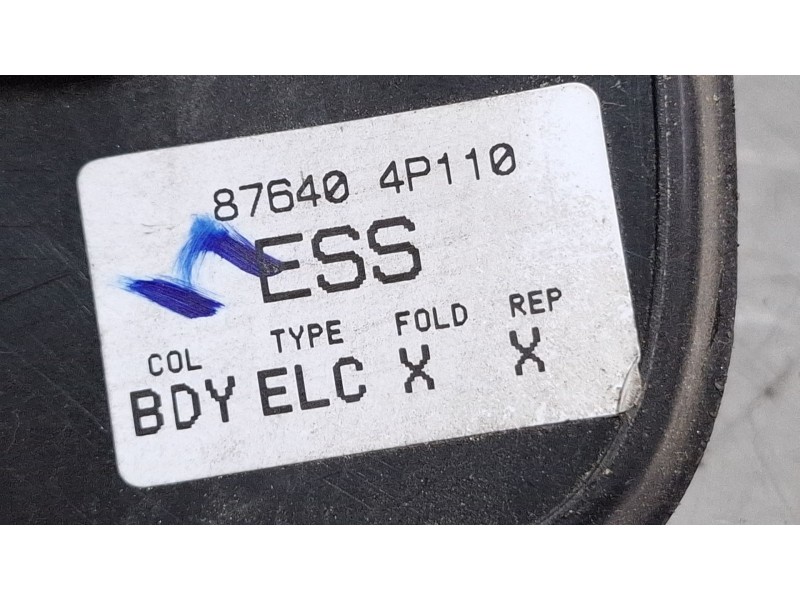 87640 4P110
ESS
COL TYPE FOLD REP
BDY ELC X X